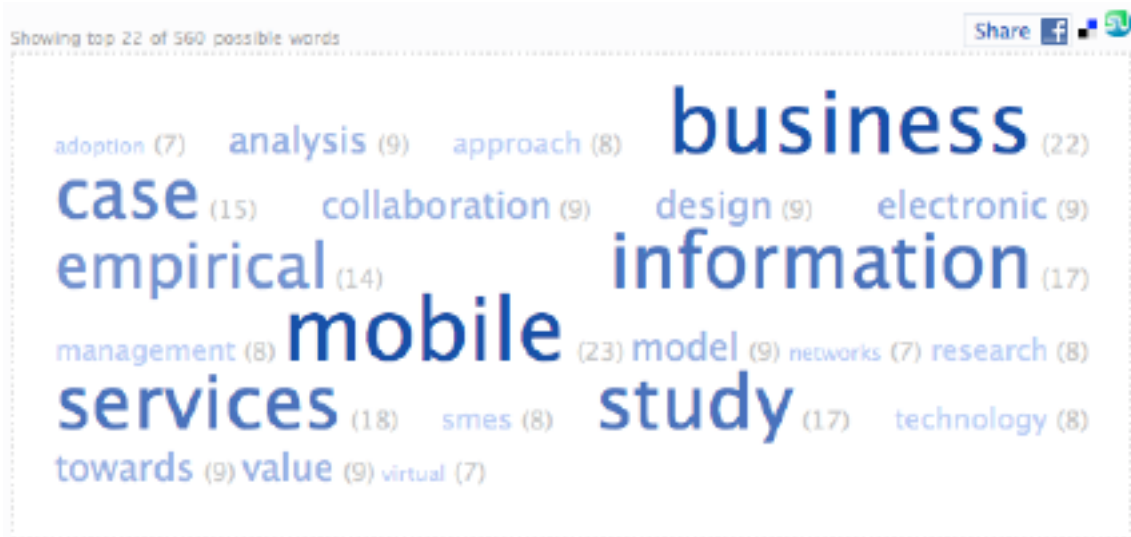 Showing top 22 of 560 possible words
Share
adoption (7) analysis (9) approach (8) business (22)
case (15) collaboration (9) design (9) electronic (9)
empirical (14) information (17)
management (8) mobile (23) model (9) networks (7) research (8)
services (18) smes (8) study (17) technology (8)
towards (9) value (9) virtual (7)